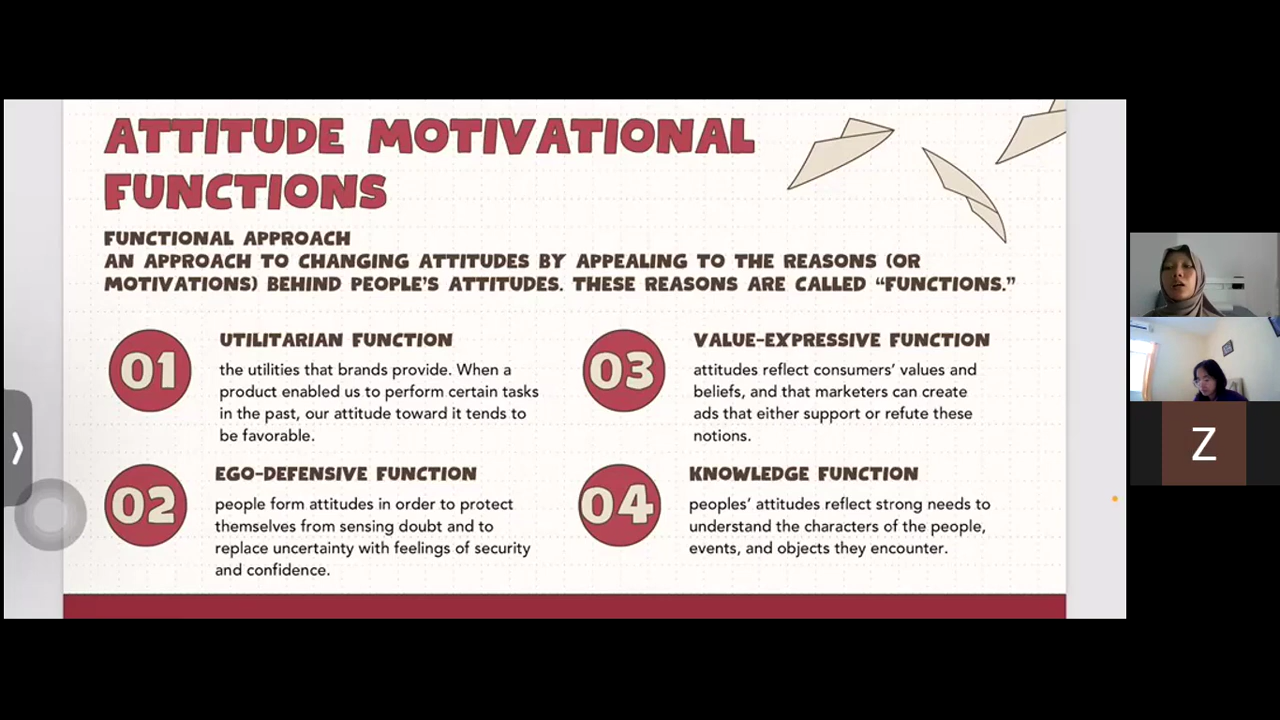 ATTITUDE MOTIVATIONAL
FUNCTIONS
FUNCTIONAL APPROACH
AN APPROACH TO CHANGING ATTITUDES BY APPEALING TO THE REASONS (OR
MOTIVATIONS) BEHIND PEOPLE'S ATTITUDES. THESE REASONS ARE CALLED “FUNCTIONS.”
01
UTILITARIAN FUNCTION
the utilities that brands provide. When a
product enabled us to perform certain tasks
in the past, our attitude toward it tends to
be favorable.
02
EGO-DEFENSIVE FUNCTION
people form attitudes in order to protect
themselves from sensing doubt and to
replace uncertainty with feelings of security
and confidence.
03
VALUE-EXPRESSIVE FUNCTION
attitudes reflect consumers’ values and
beliefs, and that marketers can create
ads that either support or refute these
notions.
04
KNOWLEDGE FUNCTION
peoples’ attitudes reflect strong needs to
understand the characters of the people,
events, and objects they encounter.
Z